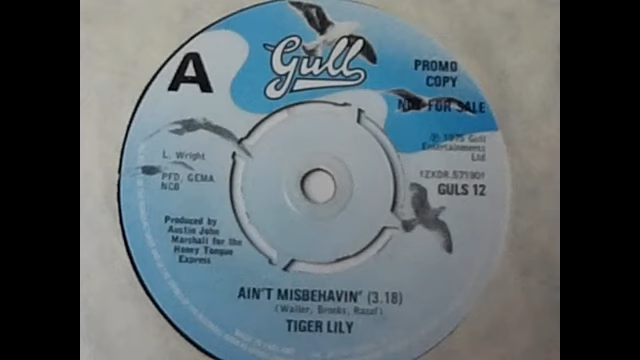 Gull
A
PROMO
COPY
NOT FOR SALE
℗ 1975 Gull
Entertainments
Ltd
L. Wright
PFD, GEMA
NCB
GULS 12
Produced by
Austin John
Marshall for the
Honey Tongue
Express
AIN'T MISBEHAVIN' (3.18)
(Waller, Brooks, Razaf)
TIGER LILY